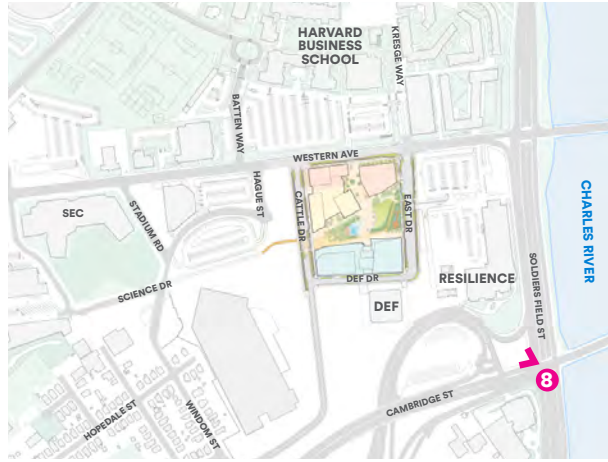 HARVARD
BUSINESS
SCHOOL
KRESGE WAY
BATTEN WAY
WESTERN AVE
HAGUE ST
CATTLE DR
EAST DR
SEC
STADIUM RD
CHARLES RIVER
SCIENCE DR
DEF DR
RESILIENCE
SOLDIERS FIELD ST
DEF
8
CAMBRIDGE ST
HOPEDALE ST
WINDOM ST